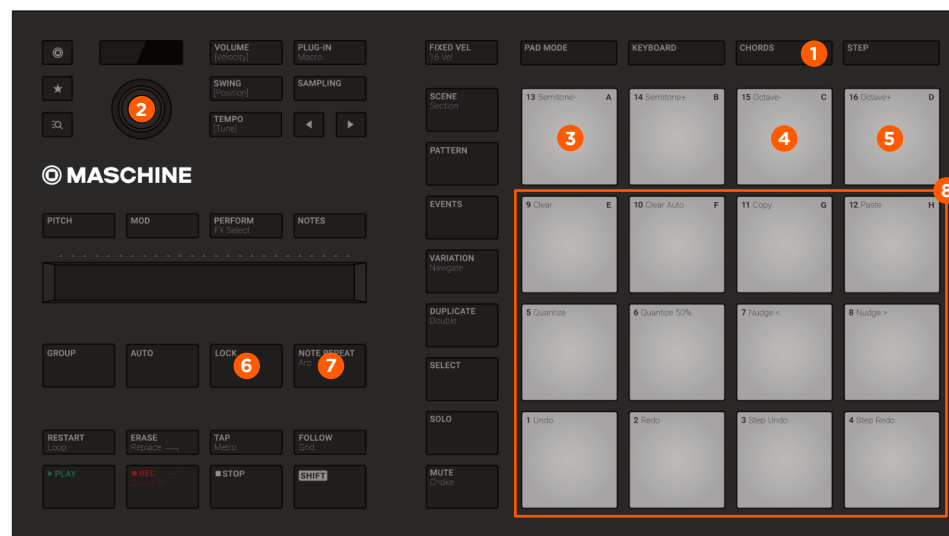 VOLUME
[Velocity]
PLUG-IN
Macro
SWING
[Position]
SAMPLING
TEMPO
[Tune]
2
MASCHINE
PITCH
MOD
PERFORM
FX Select
NOTES
GROUP
AUTO
LOCK
6
NOTE REPEAT
Arp
7
RESTART
Loop
ERASE
Replace
TAP
Metro
FOLLOW
Grid
PLAY
REC
Count-In
STOP
SHIFT
FIXED VEL
16 Vel
SCENE
Section
PATTERN
EVENTS
VARIATION
Navigate
DUPLICATE
Double
SELECT
SOLO
MUTE
Choke
PAD MODE
KEYBOARD
CHORDS
1
STEP
13 Semitone- A
14 Semitone+ B
15 Octave- C
16 Octave+ D
3
4
5
8
9 Clear E
10 Clear Auto F
11 Copy G
12 Paste H
5 Quantize
6 Quantize 50%
7 Nudge <
8 Nudge >
1 Undo
2 Redo
3 Step Undo
4 Step Redo